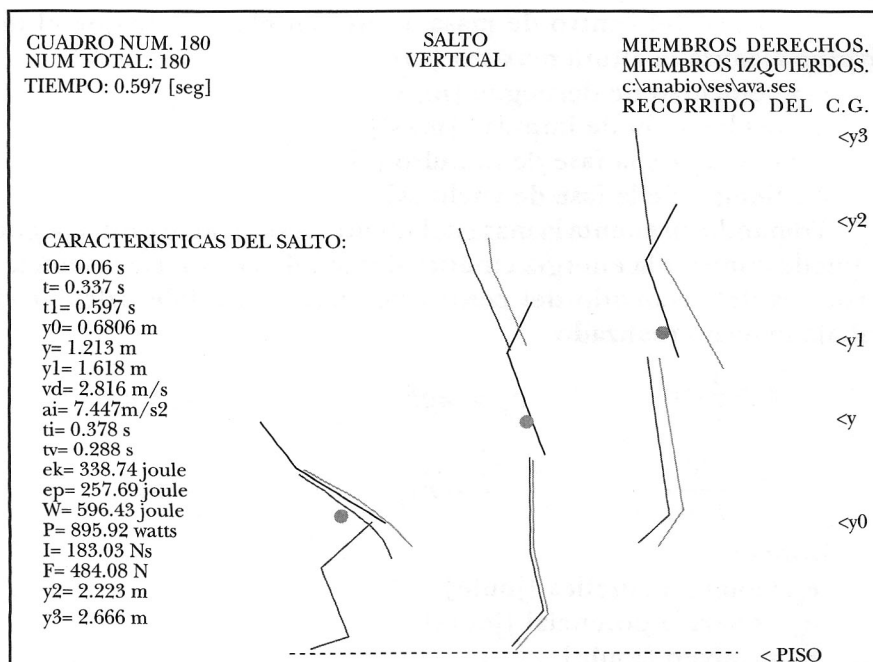 CUADRO NUM. 180
NUM TOTAL: 180
TIEMPO: 0.597 [seg]
SALTO
VERTICAL
MIEMBROS DERECHOS.
MIEMBROS IZQUIERDOS.
c:\anabio\ses\ava.ses
RECORRIDO DEL C.G.
<y3
<y2
<y1
<y
<y0
CARACTERISTICAS DEL SALTO:
t0= 0.06 s
t= 0.337 s
t1= 0.597 s
y0= 0.6806 m
y= 1.213 m
y1= 1.618 m
vd= 2.816 m/s
ai= 7.447m/s2
ti= 0.378 s
tv= 0.288 s
ek= 338.74 joule
ep= 257.69 joule
W= 596.43 joule
P= 895.92 watts
I= 183.03 Ns
F= 484.08 N
y2= 2.223 m
y3= 2.666 m
< PISO